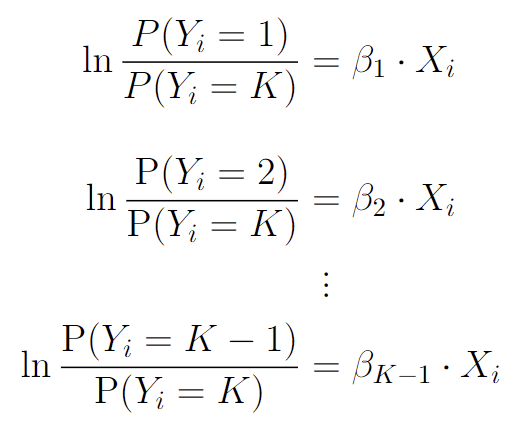 ln P(Y_i = 1) / P(Y_i = K) = β_1 · X_i
ln P(Y_i = 2) / P(Y_i = K) = β_2 · X_i
⋮
ln P(Y_i = K − 1) / P(Y_i = K) = β_{K−1} · X_i